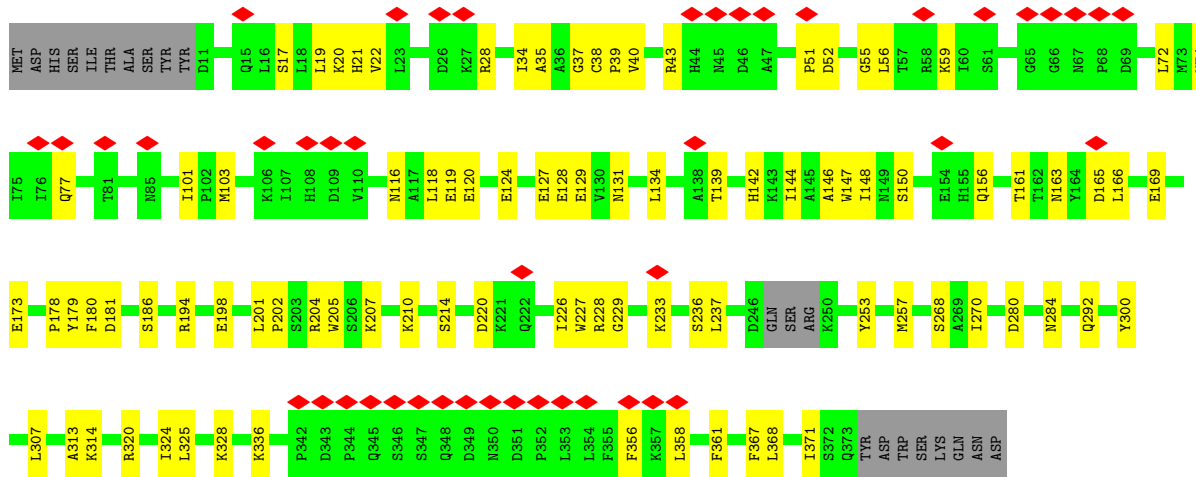 MET ASP HIS SER ILE THR ALA SER TYR TYR D11 Q15 L16 S17 L18 L19 K20 H21 V22 L23 D26 K27 R28 I34 A35 A36 G37 C38 P39 V40 R43 H44 N45 D46 A47 P51 D52 G55 L56 T57 R58 K59 I60 S61 G65 G66 N67 P68 D69 L72 M73
I75 I76 Q77 T81 N85 I101 P102 M103 K106 I107 H108 D109 V110 N116 A117 L118 E119 E120 E124 E127 E128 E129 V130 N131 L134 A138 T139 H142 K143 I144 A145 A146 W147 I148 N149 S150 E154 H155 Q156 T161 T162 N163 Y164 D165 L166 E169
E173 P178 Y179 F180 D181 S186 R194 E198 L201 P202 S203 R204 W205 S206 K207 K210 S214 D220 K221 Q222 I226 W227 R228 G229 K233 S236 L237 D246 GLN SER ARG K250 Y253 M257 S268 A269 I270 D280 N284 Q292 Y300
L307 A313 K314 R320 I324 L325 K328 K336 P342 D343 P344 Q345 S346 S347 Q348 D349 N350 D351 P352 L353 L354 F355 F356 K357 L358 F361 F367 L368 I371 S372 Q373 TYR ASP TRP SER LYS GLN ASN ASP